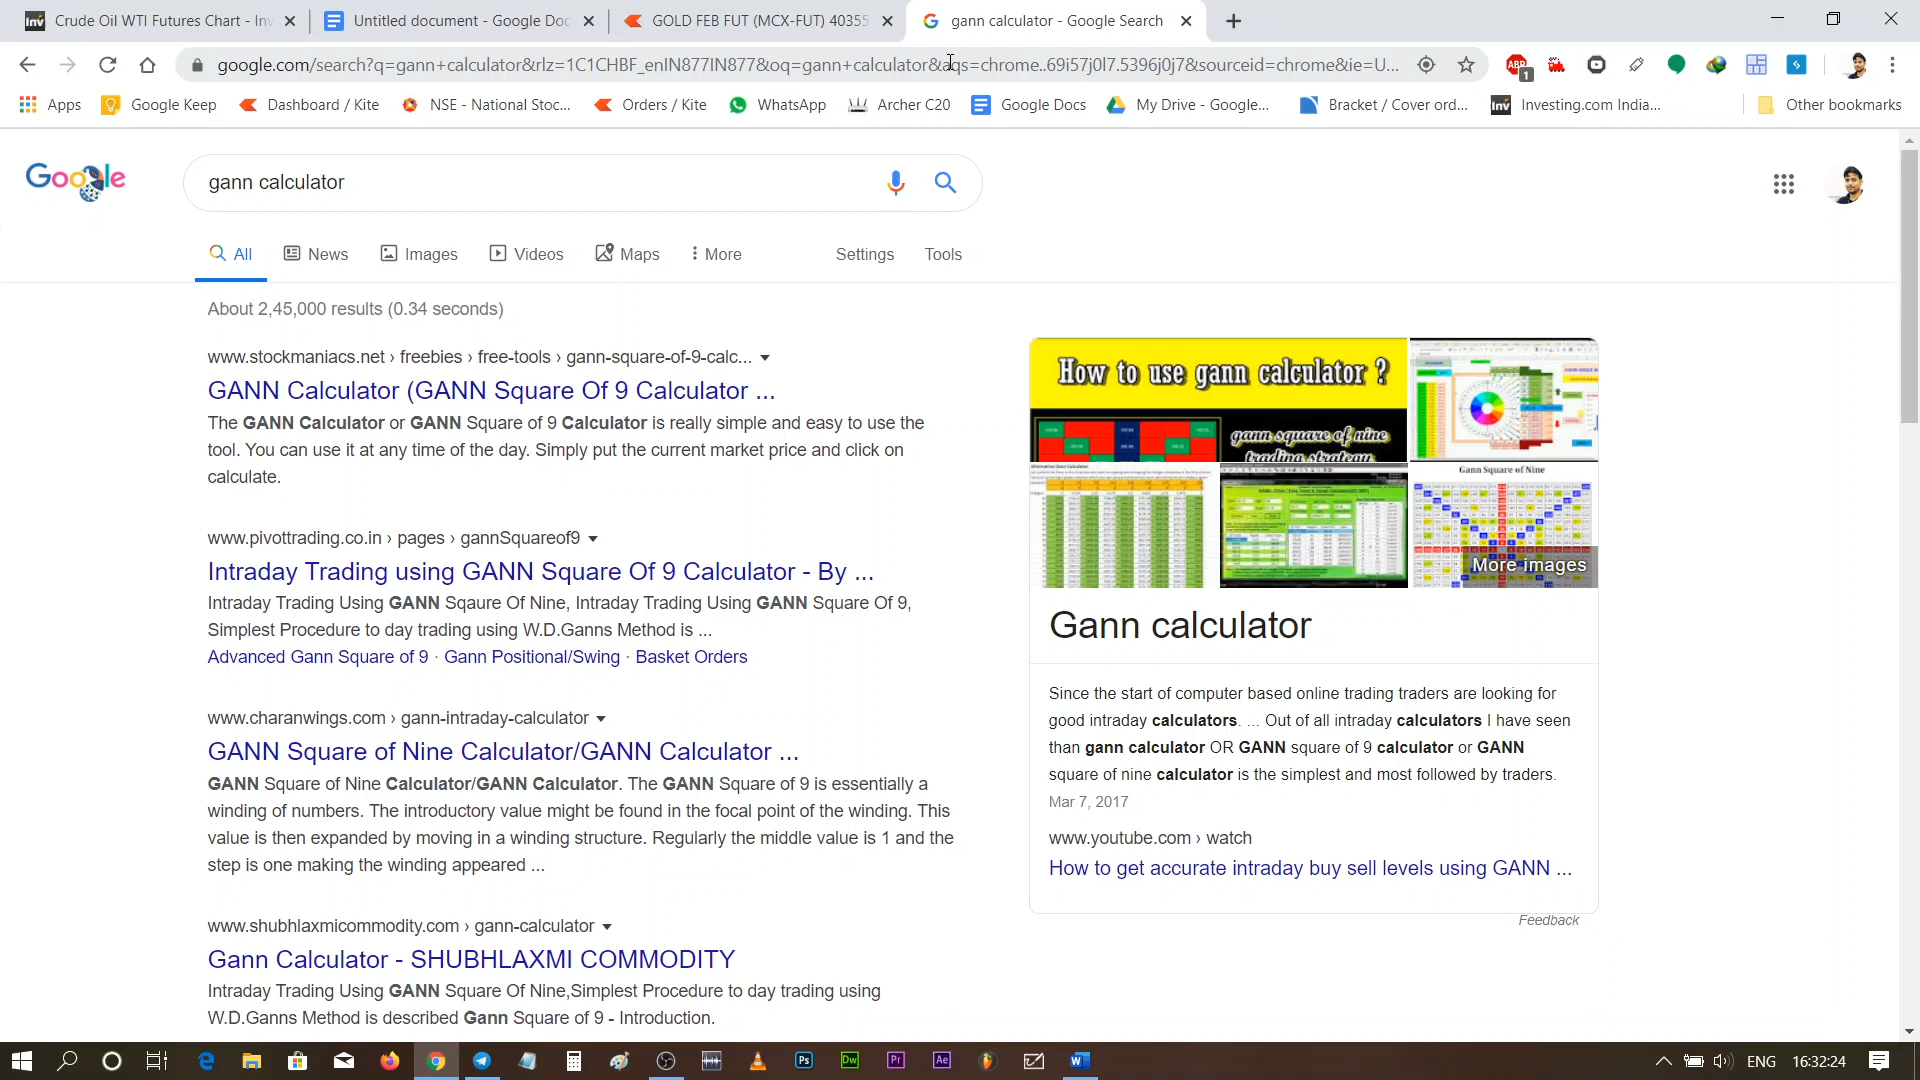 Crude Oil WTI Futures Chart - Inv
Untitled document - Google Doc
GOLD FEB FUT (MCX-FUT) 40355
gann calculator - Google Search
google.com/search?q=gann+calculator&rlz=1C1CHBF_enIN877IN877&oq=gann+calculator&aqs=chrome..69i57j0l7.5396j0j7&sourceid=chrome&ie=U...
ABP
1
Apps
Google Keep
Dashboard / Kite
NSE - National Stoc...
Orders / Kite
WhatsApp
Archer C20
Google Docs
My Drive - Google...
Bracket / Cover ord...
Inv
Investing.com India...
Other bookmarks
Google
gann calculator
All
News
Images
Videos
Maps
More
Settings
Tools
About 2,45,000 results (0.34 seconds)
www.stockmaniacs.net › freebies › free-tools › gann-square-of-9-calc...
GANN Calculator (GANN Square Of 9 Calculator ...
The GANN Calculator or GANN Square of 9 Calculator is really simple and easy to use the
tool. You can use it at any time of the day. Simply put the current market price and click on
calculate.
www.pivottrading.co.in › pages › gannSquareof9
Intraday Trading using GANN Square Of 9 Calculator - By ...
Intraday Trading Using GANN Sqaure Of Nine, Intraday Trading Using GANN Square Of 9,
Simplest Procedure to day trading using W.D.Ganns Method is ...
Advanced Gann Square of 9 · Gann Positional/Swing · Basket Orders
www.charanwings.com › gann-intraday-calculator
GANN Square of Nine Calculator/GANN Calculator ...
GANN Square of Nine Calculator/GANN Calculator. The GANN Square of 9 is essentially a
winding of numbers. The introductory value might be found in the focal point of the winding. This
value is then expanded by moving in a winding structure. Regularly the middle value is 1 and the
step is one making the winding appeared ...
www.shubhlaxmicommodity.com › gann-calculator
Gann Calculator - SHUBHLAXMI COMMODITY
Intraday Trading Using GANN Square Of Nine,Simplest Procedure to day trading using
W.D.Ganns Method is described Gann Square of 9 - Introduction.
How to use gann calculator ?
gann square of nine
trading strategy
Gann Square of Nine
More images
Gann calculator
Since the start of computer based online trading traders are looking for
good intraday calculators. ... Out of all intraday calculators I have seen
than gann calculator OR GANN square of 9 calculator or GANN
square of nine calculator is the simplest and most followed by traders.
Mar 7, 2017
www.youtube.com › watch
How to get accurate intraday buy sell levels using GANN ...
Feedback
Ps
Dw
Pr
Ae
ENG
16:32:24